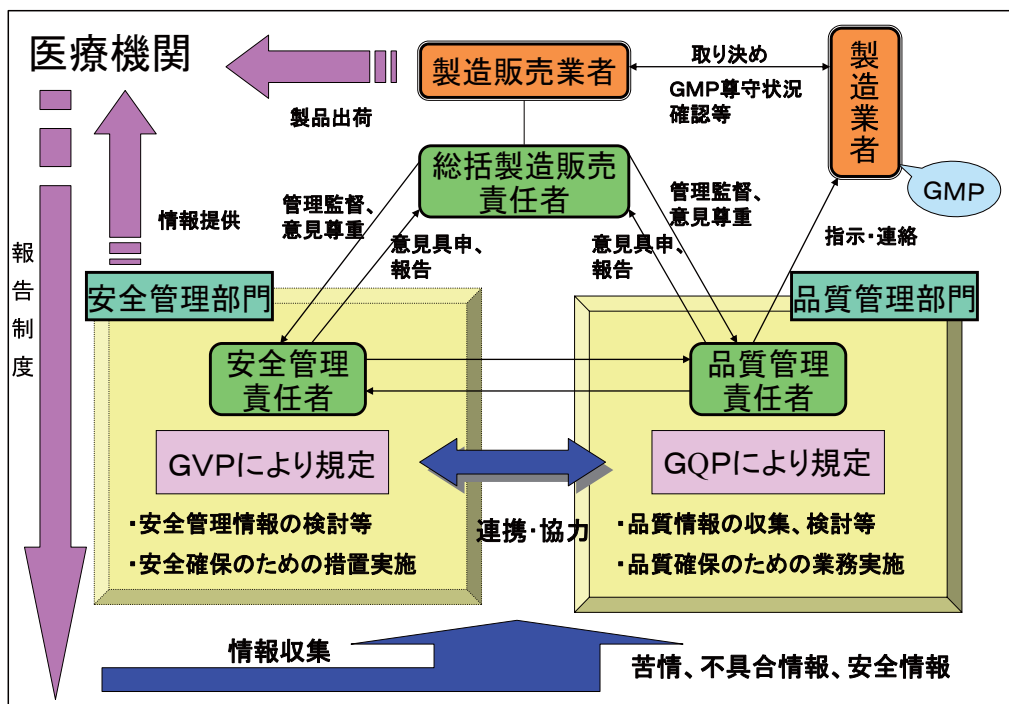 医療機関
製造販売業者
取り決め
GMP尊守状況
確認等
製造業者
GMP
製品出荷
総括製造販売
責任者
管理監督、
意見尊重
意見具申、
報告
意見具申、
報告
管理監督、
意見尊重
指示・連絡
情報提供
報告制度
安全管理部門
品質管理部門
安全管理
責任者
品質管理
責任者
GVPにより規定
GQPにより規定
・安全管理情報の検討等
・安全確保のための措置実施
連携・協力
・品質情報の収集、検討等
・品質確保のための業務実施
情報収集
苦情、不具合情報、安全情報